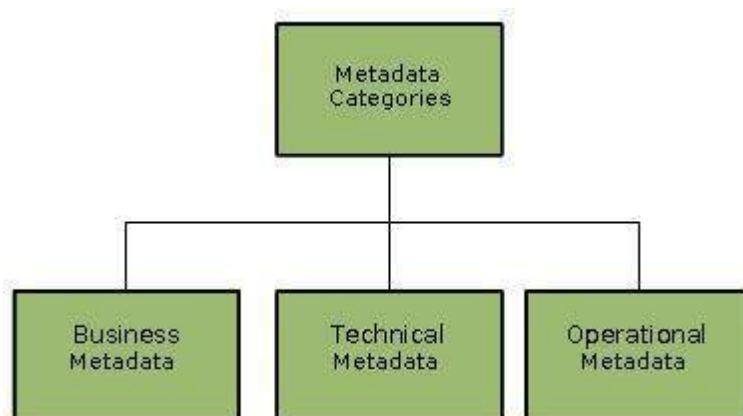 Metadata
Categories
Business
Metadata
Technical
Metadata
Operational
Metadata